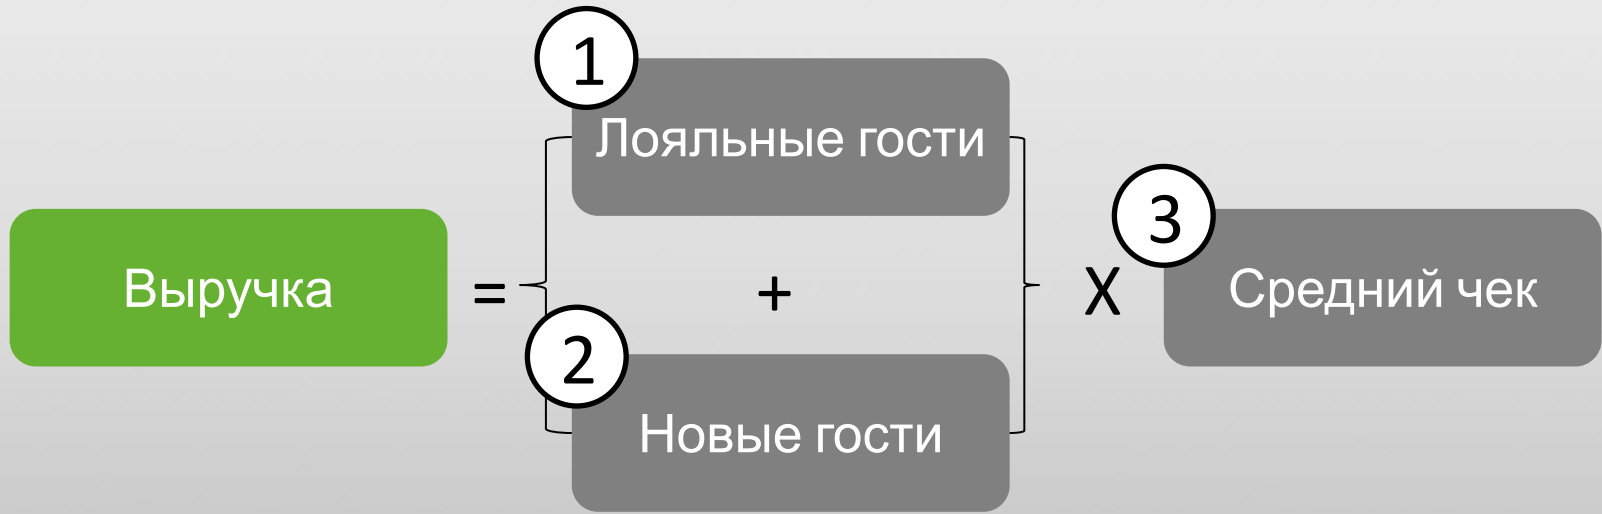 1
Лояльные гости
Выручка
=
+
X
3
Средний чек
2
Новые гости